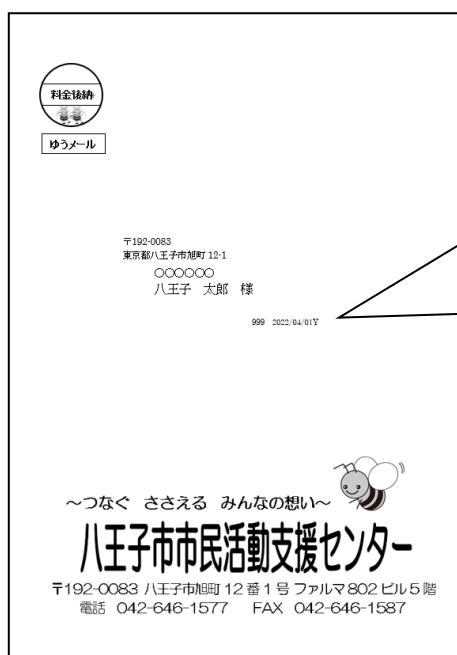 料金後納
ゆうメール
〒192-0083
東京都八王子市旭町12-1
○○○○○○
八王子 太郎 様
999 2022/04/01Y
～つなぐ ささえる みんなの想い～
八王子市市民活動支援センター
〒192-0083 八王子市旭町12番1号ファルマ802ビル5階
電話 042-646-1577 FAX 042-646-1587